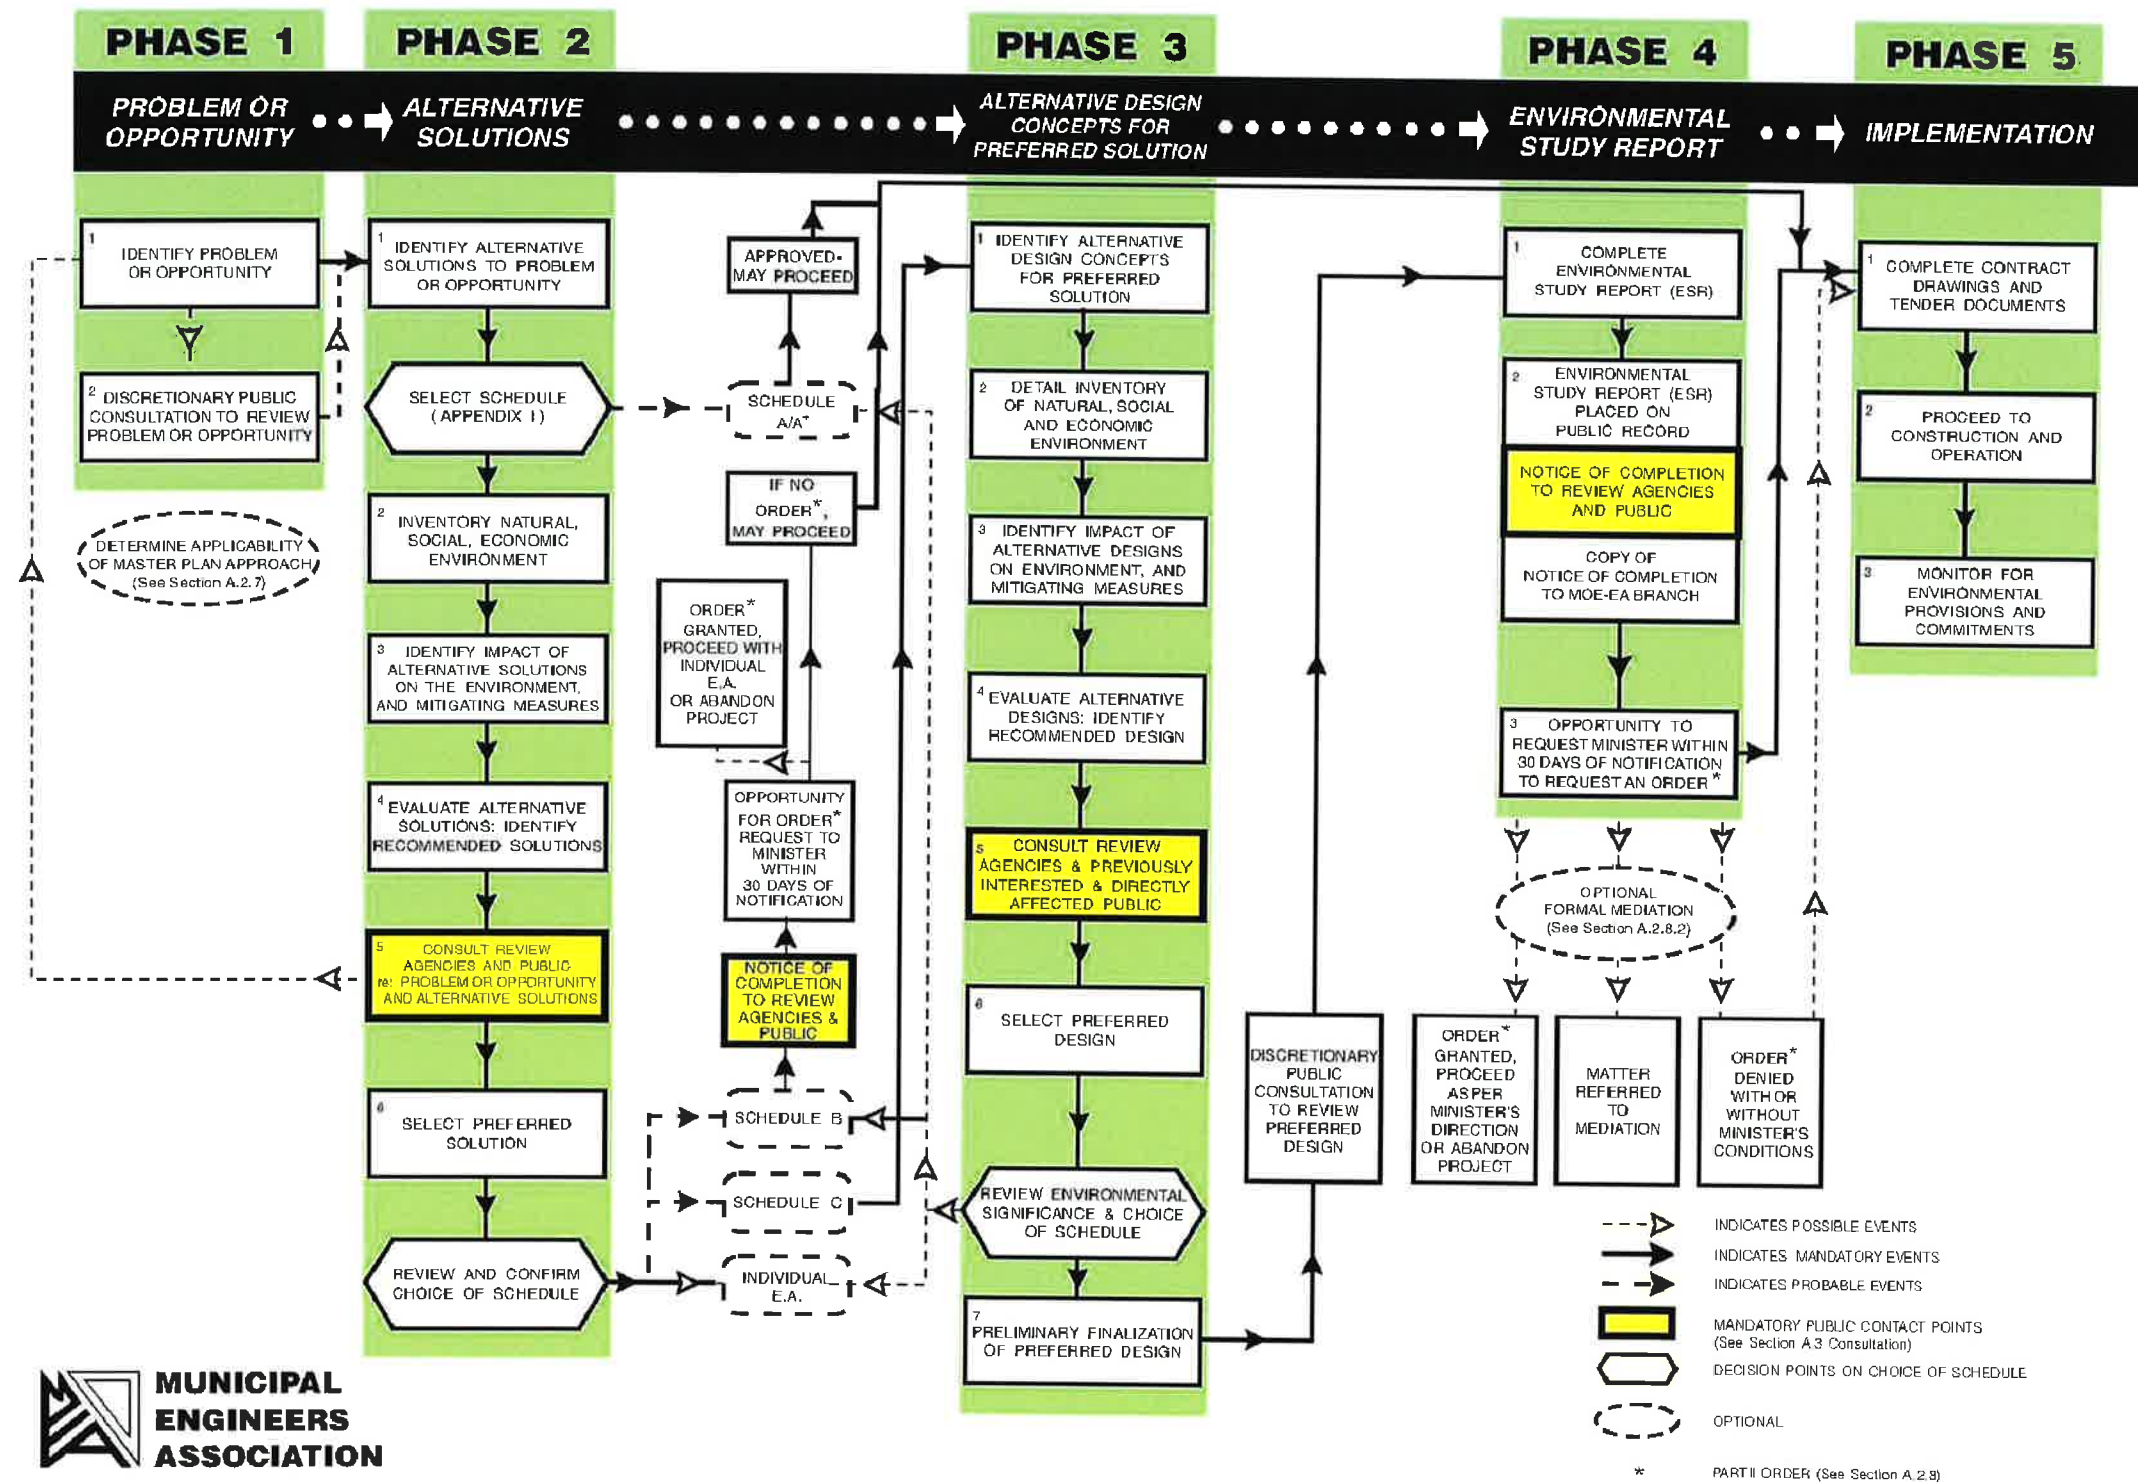 PHASE 1
PROBLEM OR
OPPORTUNITY
1
IDENTIFY PROBLEM
OR OPPORTUNITY
2 DISCRETIONARY PUBLIC
CONSULTATION TO REVIEW
PROBLEM OR OPPORTUNITY
DETERMINE APPLICABILITY
OF MASTER PLAN APPROACH
(See Section A.2.7)
PHASE 2
ALTERNATIVE
SOLUTIONS
1
IDENTIFY ALTERNATIVE
SOLUTIONS TO PROBLEM
OR OPPORTUNITY
SELECT SCHEDULE
(APPENDIX I)
2
INVENTORY NATURAL,
SOCIAL, ECONOMIC
ENVIRONMENT
3 IDENTIFY IMPACT OF
ALTERNATIVE SOLUTIONS
ON THE ENVIRONMENT,
AND MITIGATING MEASURES
4 EVALUATE ALTERNATIVE
SOLUTIONS: IDENTIFY
RECOMMENDED SOLUTIONS
5
CONSULT REVIEW
AGENCIES AND PUBLIC
re: PROBLEM OR OPPORTUNITY
AND ALTERNATIVE SOLUTIONS
6
SELECT PREFERRED
SOLUTION
REVIEW AND CONFIRM
CHOICE OF SCHEDULE
APPROVED-
MAY PROCEED
SCHEDULE
A/A+
IF NO
ORDER*,
MAY PROCEED
ORDER*
GRANTED,
PROCEED WITH
INDIVIDUAL
E.A.
OR ABANDON
PROJECT
OPPORTUNITY
FOR ORDER*
REQUEST TO
MINISTER
WITHIN
30 DAYS OF
NOTIFICATION
NOTICE OF
COMPLETION
TO REVIEW
AGENCIES &
PUBLIC
SCHEDULE B
SCHEDULE C
INDIVIDUAL
E.A.
PHASE 3
ALTERNATIVE DESIGN
CONCEPTS FOR
PREFERRED SOLUTION
1 IDENTIFY ALTERNATIVE
DESIGN CONCEPTS
FOR PREFERRED
SOLUTION
2 DETAIL INVENTORY
OF NATURAL, SOCIAL
AND ECONOMIC
ENVIRONMENT
3 IDENTIFY IMPACT OF
ALTERNATIVE DESIGNS
ON ENVIRONMENT, AND
MITIGATING MEASURES
4 EVALUATE ALTERNATIVE
DESIGNS: IDENTIFY
RECOMMENDED DESIGN
5 CONSULT REVIEW
AGENCIES & PREVIOUSLY
INTERESTED & DIRECTLY
AFFECTED PUBLIC
6
SELECT PREFERRED
DESIGN
REVIEW ENVIRONMENTAL
SIGNIFICANCE & CHOICE
OF SCHEDULE
7
PRELIMINARY FINALIZATION
OF PREFERRED DESIGN
DISCRETIONARY
PUBLIC
CONSULTATION
TO REVIEW
PREFERRED
DESIGN
PHASE 4
ENVIRONMENTAL
STUDY REPORT
1
COMPLETE
ENVIRONMENTAL
STUDY REPORT (ESR)
2 ENVIRONMENTAL
STUDY REPORT (ESR)
PLACED ON
PUBLIC RECORD
NOTICE OF COMPLETION
TO REVIEW AGENCIES
AND PUBLIC
COPY OF
NOTICE OF COMPLETION
TO MOE-EA BRANCH
3 OPPORTUNITY TO
REQUEST MINISTER WITHIN
30 DAYS OF NOTIFICATION
TO REQUEST AN ORDER*
OPTIONAL
FORMAL MEDIATION
(See Section A.2.8.2)
ORDER*
GRANTED,
PROCEED
AS PER
MINISTER'S
DIRECTION
OR ABANDON
PROJECT
MATTER
REFERRED
TO
MEDIATION
ORDER*
DENIED
WITH OR
WITHOUT
MINISTER'S
CONDITIONS
PHASE 5
IMPLEMENTATION
1 COMPLETE CONTRACT
DRAWINGS AND
TENDER DOCUMENTS
2
PROCEED TO
CONSTRUCTION AND
OPERATION
3
MONITOR FOR
ENVIRONMENTAL
PROVISIONS AND
COMMITMENTS
INDICATES POSSIBLE EVENTS
INDICATES MANDATORY EVENTS
INDICATES PROBABLE EVENTS
MANDATORY PUBLIC CONTACT POINTS
(See Section A.3 Consultation)
DECISION POINTS ON CHOICE OF SCHEDULE
OPTIONAL
* PART II ORDER (See Section A.2.8)
MUNICIPAL
ENGINEERS
ASSOCIATION